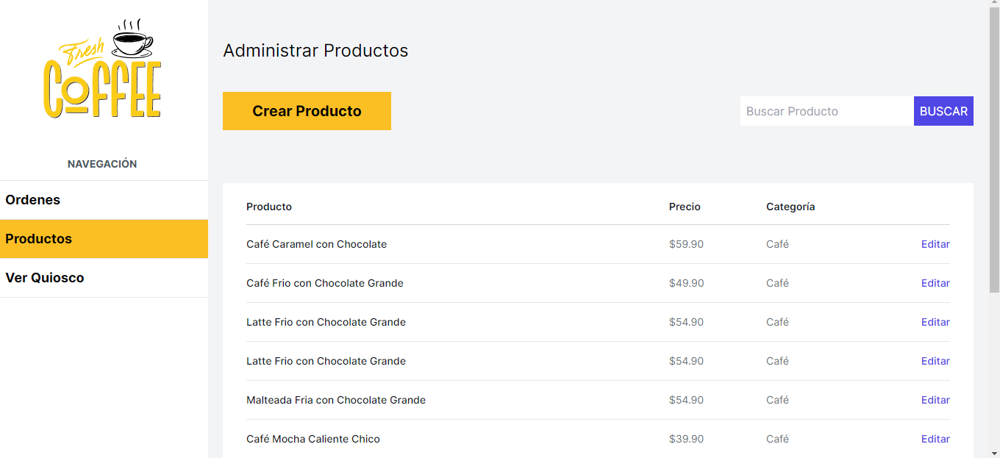 Fresh
COFFEE
NAVEGACIÓN
Ordenes
Productos
Ver Quiosco
Administrar Productos
Crear Producto
Buscar Producto BUSCAR
Producto Precio Categoría
Café Caramel con Chocolate $59.90 Café Editar
Café Frio con Chocolate Grande $49.90 Café Editar
Latte Frio con Chocolate Grande $54.90 Café Editar
Latte Frio con Chocolate Grande $54.90 Café Editar
Malteada Fria con Chocolate Grande $54.90 Café Editar
Café Mocha Caliente Chico $39.90 Café Editar